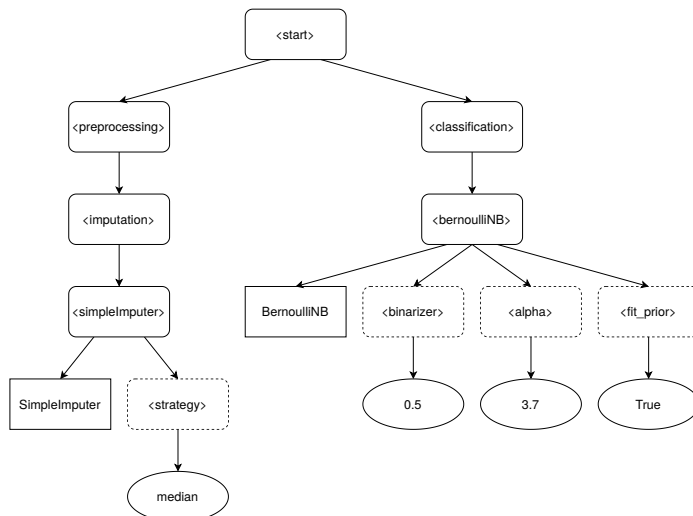 <start>
<preprocessing>
<classification>
<imputation>
<bernoulliNB>
<simpleImputer>
BernoulliNB
<binarizer>
<alpha>
<fit_prior>
SimpleImputer
<strategy>
0.5
3.7
True
median